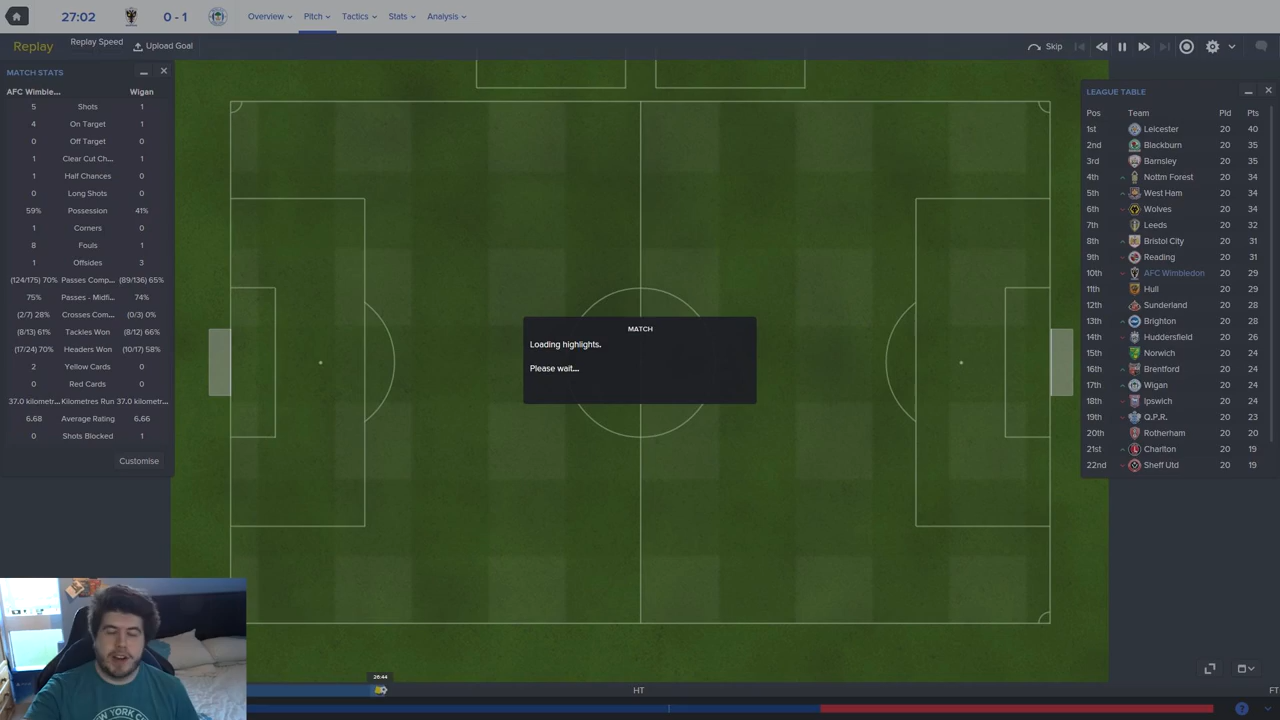 27:02 0 - 1 Overview Pitch Tactics Stats Analysis
Replay Replay Speed Upload Goal Skip
MATCH STATS
AFC Wimble... Wigan
5 Shots 1
4 On Target 1
0 Off Target 0
1 Clear Cut Ch... 1
1 Half Chances 0
0 Long Shots 0
59% Possession 41%
1 Corners 0
8 Fouls 1
1 Offsides 3
(124/175) 70% Passes Comp... (89/136) 65%
75% Passes - Midfi... 74%
(2/7) 28% Crosses Com... (0/3) 0%
(8/13) 61% Tackles Won (8/12) 66%
(17/24) 70% Headers Won (10/17) 58%
2 Yellow Cards 0
0 Red Cards 0
37.0 kilometr... Kilometres Run 37.0 kilometr...
6.68 Average Rating 6.66
0 Shots Blocked 1
Customise
MATCH
Loading highlights.
Please wait...
LEAGUE TABLE
Pos Team Pld Pts
1st Leicester 20 40
2nd Blackburn 20 35
3rd Barnsley 20 35
4th Nottm Forest 20 34
5th West Ham 20 34
6th Wolves 20 34
7th Leeds 20 32
8th Bristol City 20 31
9th Reading 20 31
10th AFC Wimbledon 20 29
11th Hull 20 29
12th Sunderland 20 28
13th Brighton 20 28
14th Huddersfield 20 26
15th Norwich 20 24
16th Brentford 20 24
17th Wigan 20 24
18th Ipswich 20 24
19th Q.P.R. 20 23
20th Rotherham 20 20
21st Charlton 20 19
22nd Sheff Utd 20 19
26:44
HT FT
?
NEW YORK CI